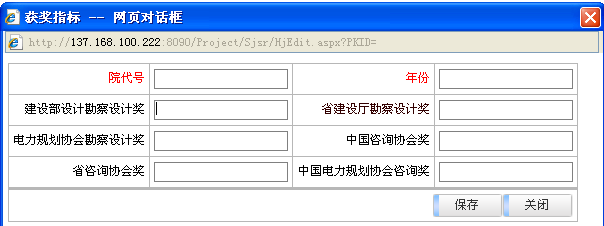 获奖指标 -- 网页对话框
http://137.168.100.222:8090/Project/Sjsr/HjEdit.aspx?PKID=
院代号 年份
建设部设计勘察设计奖 省建设厅勘察设计奖
电力规划协会勘察设计奖 中国咨询协会奖
省咨询协会奖 中国电力规划协会咨询奖
保存 关闭